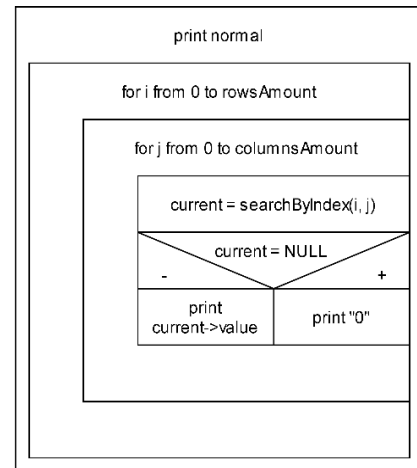 print normal
for i from 0 to rowsAmount
for j from 0 to columnsAmount
current = searchByIndex(i, j)
current = NULL
- +
print
current->value
print "0"